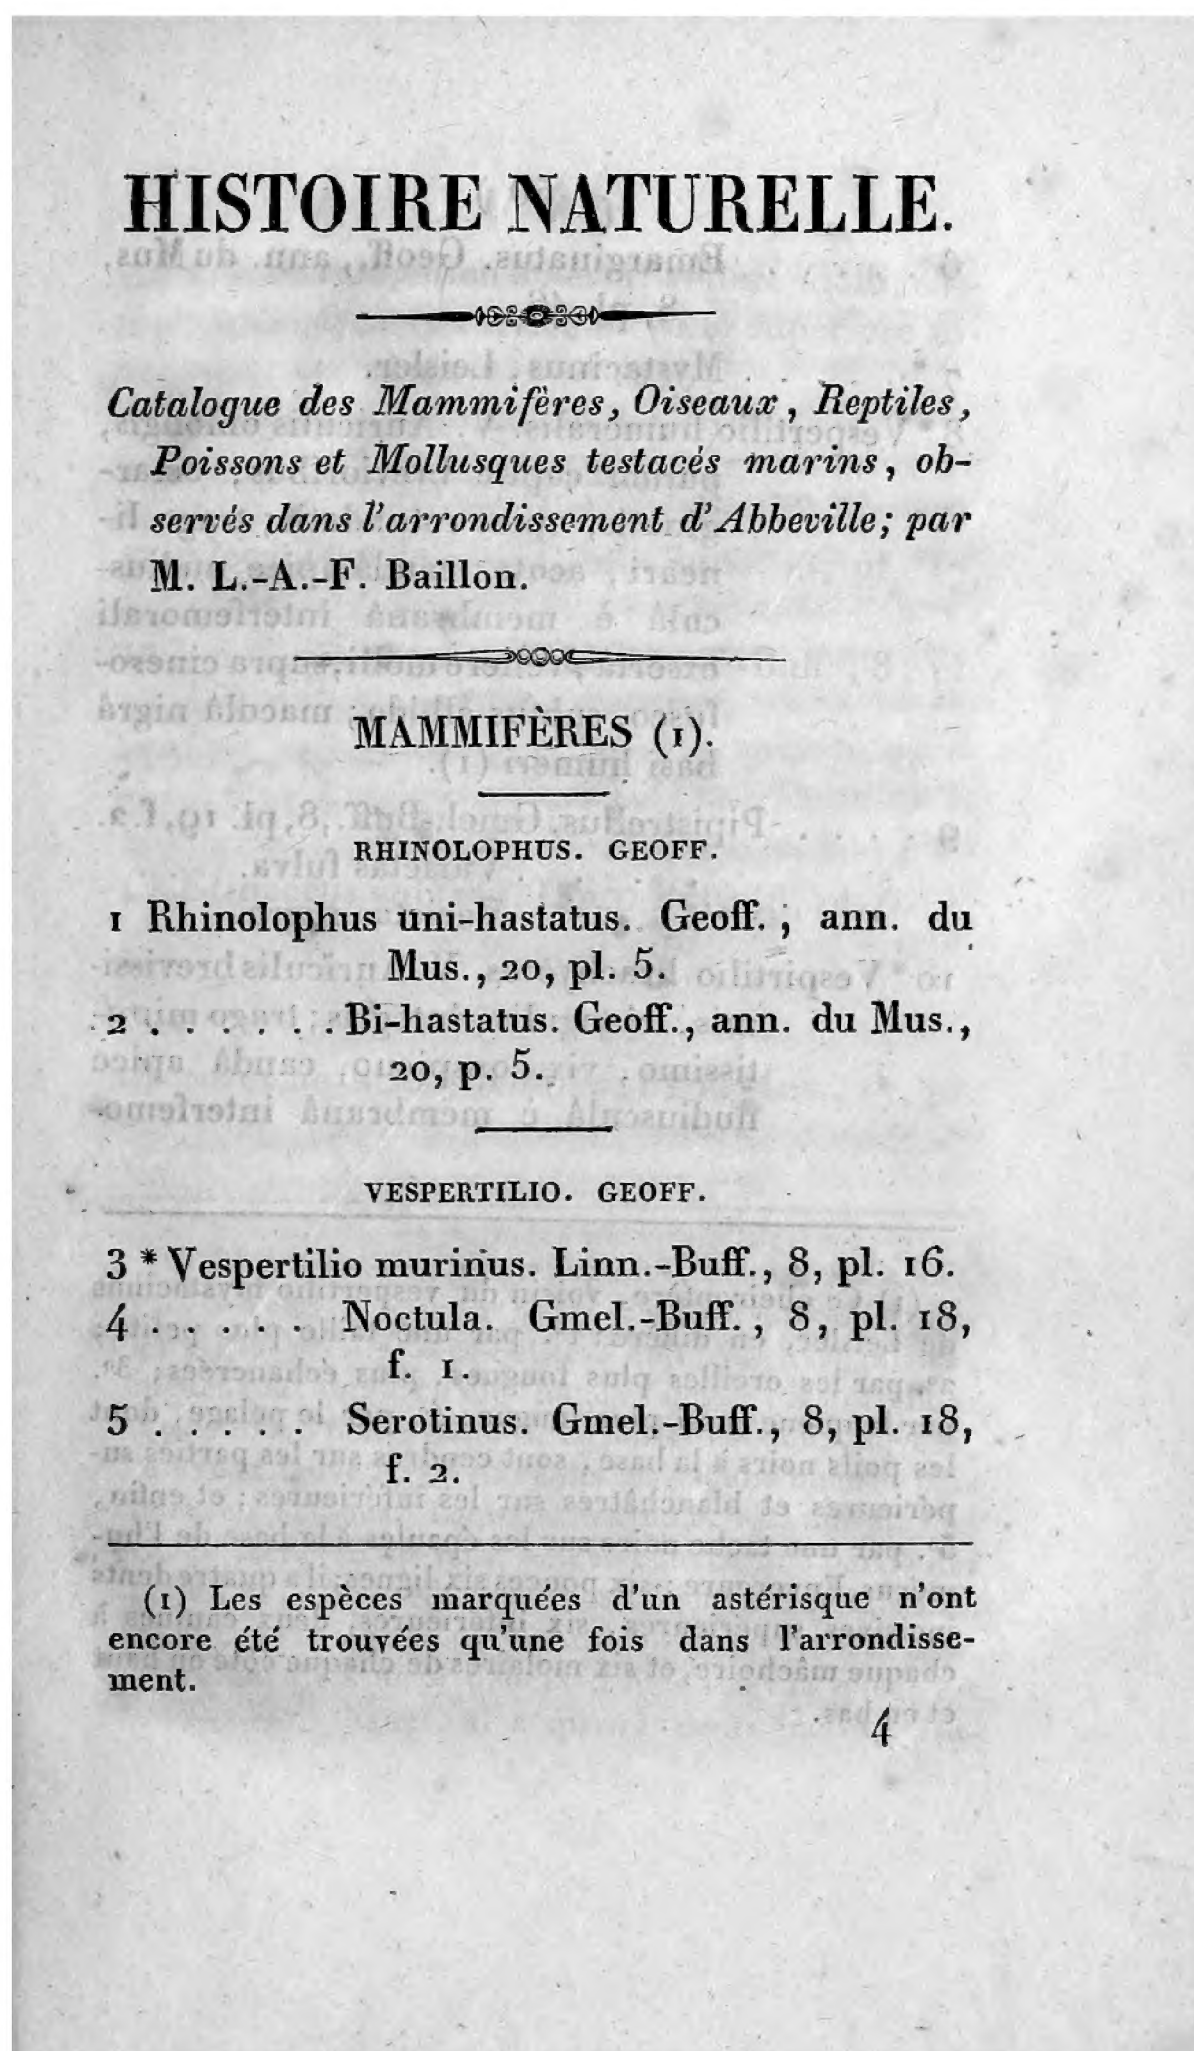 HISTOIRE NATURELLE.
Catalogue des Mammifères, Oiseaux, Reptiles,
Poissons et Mollusques testacés marins, ob-
servés dans l'arrondissement d'Abbeville; par
M. L.-A.-F. Baillon.
MAMMIFÈRES (1).
RHINOLOPHUS. GEOFF.
1 Rhinolophus uni-hastatus. Geoff. ; ann. du
Mus., 20, pl. 5.
2 . . . . . . Bi-hastatus. Geoff., ann. du Mus.,
20, p. 5.
VESPERTILIO. GEOFF.
3 * Vespertilio murinus. Linn.-Buff., 8, pl. 16.
4 . . . . . Noctula. Gmel.-Buff., 8, pl. 18,
f. 1.
5 . . . . . Serotinus. Gmel.-Buff., 8, pl. 18,
f. 2.
(1) Les espèces marquées d'un astérisque n'ont
encore été trouvées qu'une fois dans l'arrondisse-
ment.
4